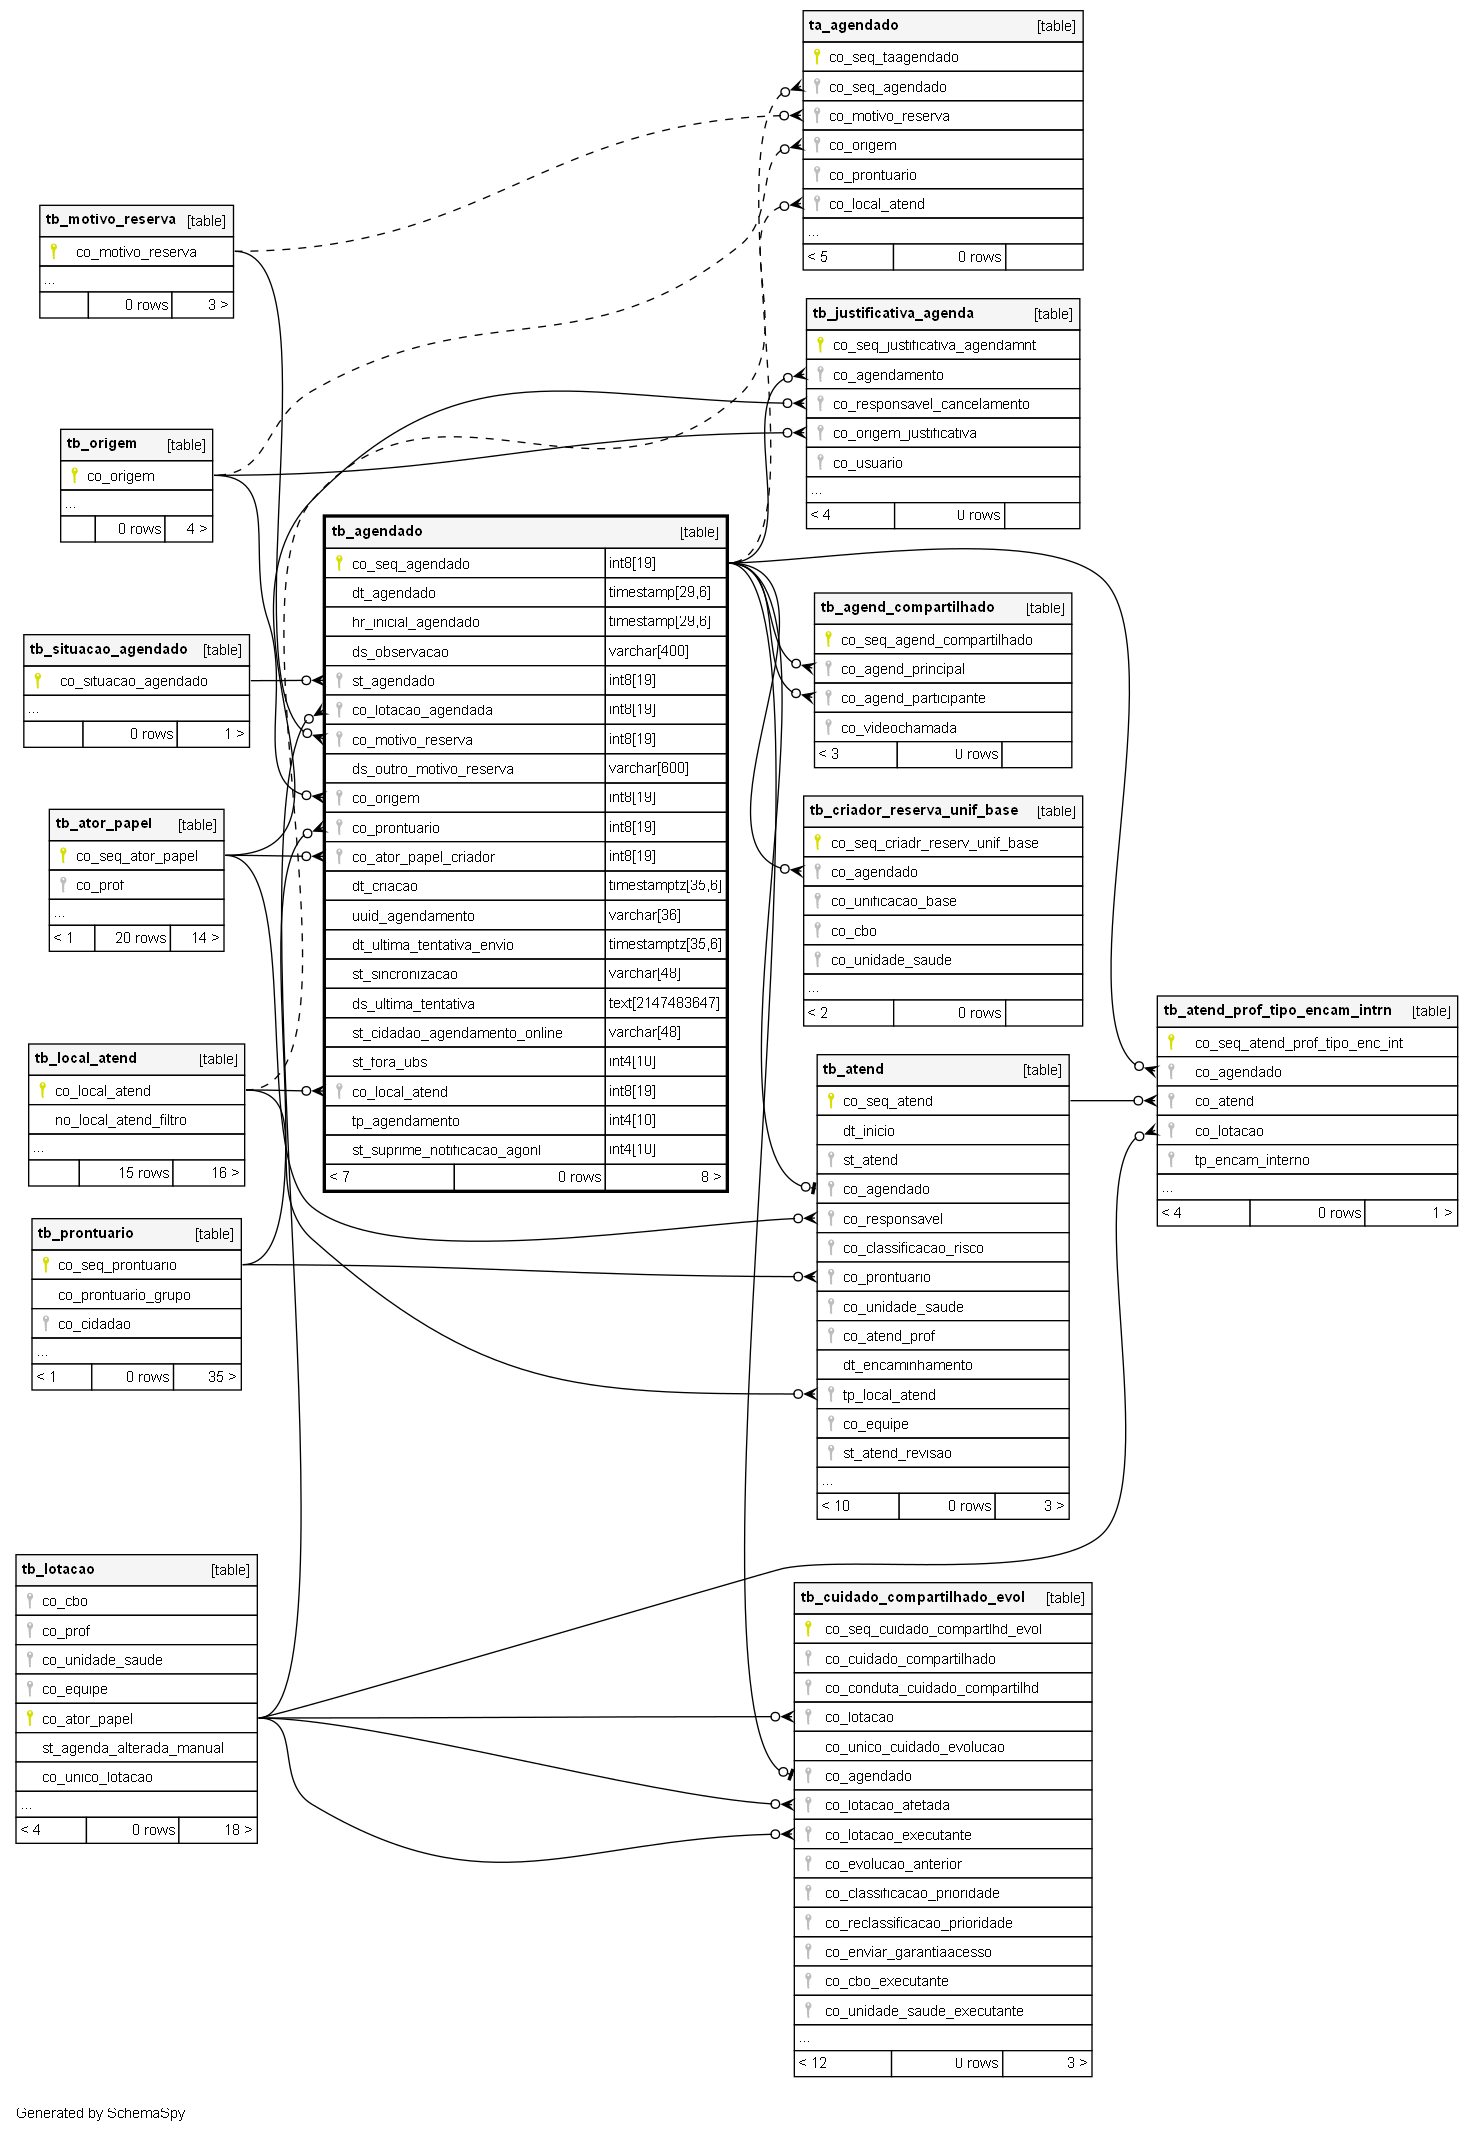 ta_agendado [table]
co_seq_taagendado
co_seq_agendado
co_motivo_reserva
co_origem
co_prontuario
co_local_atend
...
< 5 0 rows
tb_motivo_reserva [table]
co_motivo_reserva
...
0 rows 3 >
tb_justificativa_agenda [table]
co_seq_justificativa_agendamnt
co_agendamento
co_responsavel_cancelamento
co_origem_justificativa
co_usuario
...
< 4 0 rows
tb_origem [table]
co_origem
...
0 rows 4 >
tb_agendado [table]
co_seq_agendado int8[19]
dt_agendado timestamp[29,6]
hr_inicial_agendado timestamp[29,6]
ds_observacao varchar[400]
st_agendado int8[19]
co_lotacao_agendada int8[19]
co_motivo_reserva int8[19]
ds_outro_motivo_reserva varchar[600]
co_origem int8[19]
co_prontuario int8[19]
co_ator_papel_criador int8[19]
dt_criacao timestamptz[35,6]
uuid_agendamento varchar[36]
dt_ultima_tentativa_envio timestamptz[35,6]
st_sincronizacao varchar[48]
ds_ultima_tentativa text[2147483647]
st_cidadao_agendamento_online varchar[48]
st_fora_ubs int4[10]
co_local_atend int8[19]
tp_agendamento int4[10]
st_suprime_notificacao_agonl int4[10]
< 7 0 rows 8 >
tb_agend_compartilhado [table]
co_seq_agend_compartilhado
co_agend_principal
co_agend_participante
co_videochamada
< 3 0 rows
tb_situacao_agendado [table]
co_situacao_agendado
...
0 rows 1 >
tb_criador_reserva_unif_base [table]
co_seq_criadr_reserv_unif_base
co_agendado
co_unificacao_base
co_cbo
co_unidade_saude
...
< 2 0 rows
tb_ator_papel [table]
co_seq_ator_papel
co_prof
...
< 1 20 rows 14 >
tb_atend_prof_tipo_encam_intrn [table]
co_seq_atend_prof_tipo_enc_int
co_agendado
co_atend
co_lotacao
tp_encam_interno
...
< 4 0 rows 1 >
tb_local_atend [table]
co_local_atend
no_local_atend_filtro
...
15 rows 16 >
tb_atend [table]
co_seq_atend
dt_inicio
st_atend
co_agendado
co_responsavel
co_classificacao_risco
co_prontuario
co_unidade_saude
co_atend_prof
dt_encaminhamento
tp_local_atend
co_equipe
st_atend_revisao
...
< 10 0 rows 3 >
tb_prontuario [table]
co_seq_prontuario
co_prontuario_grupo
co_cidadao
...
< 1 0 rows 35 >
tb_lotacao [table]
co_cbo
co_prof
co_unidade_saude
co_equipe
co_ator_papel
st_agenda_alterada_manual
co_unico_lotacao
...
< 4 0 rows 18 >
tb_cuidado_compartilhado_evol [table]
co_seq_cuidado_compartlhd_evol
co_cuidado_compartilhado
co_conduta_cuidado_compartilhd
co_lotacao
co_unico_cuidado_evolucao
co_agendado
co_lotacao_afetada
co_lotacao_executante
co_evolucao_anterior
co_classificacao_prioridade
co_reclassificacao_prioridade
co_enviar_garantiaacesso
co_cbo_executante
co_unidade_saude_executante
...
< 12 0 rows 3 >
Generated by SchemaSpy